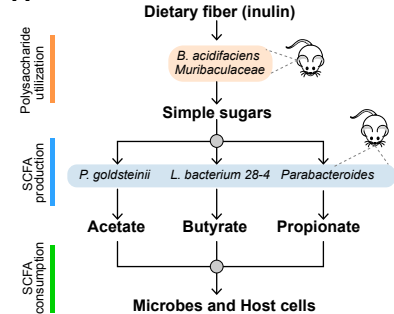 Dietary fiber (inulin)
Polysaccharide
utilization
B. acidifaciens
Muribaculaceae
Simple sugars
SCFA
production
P. goldsteinii L. bacterium 28-4 Parabacteroides
Acetate Butyrate Propionate
SCFA
consumption
Microbes and Host cells